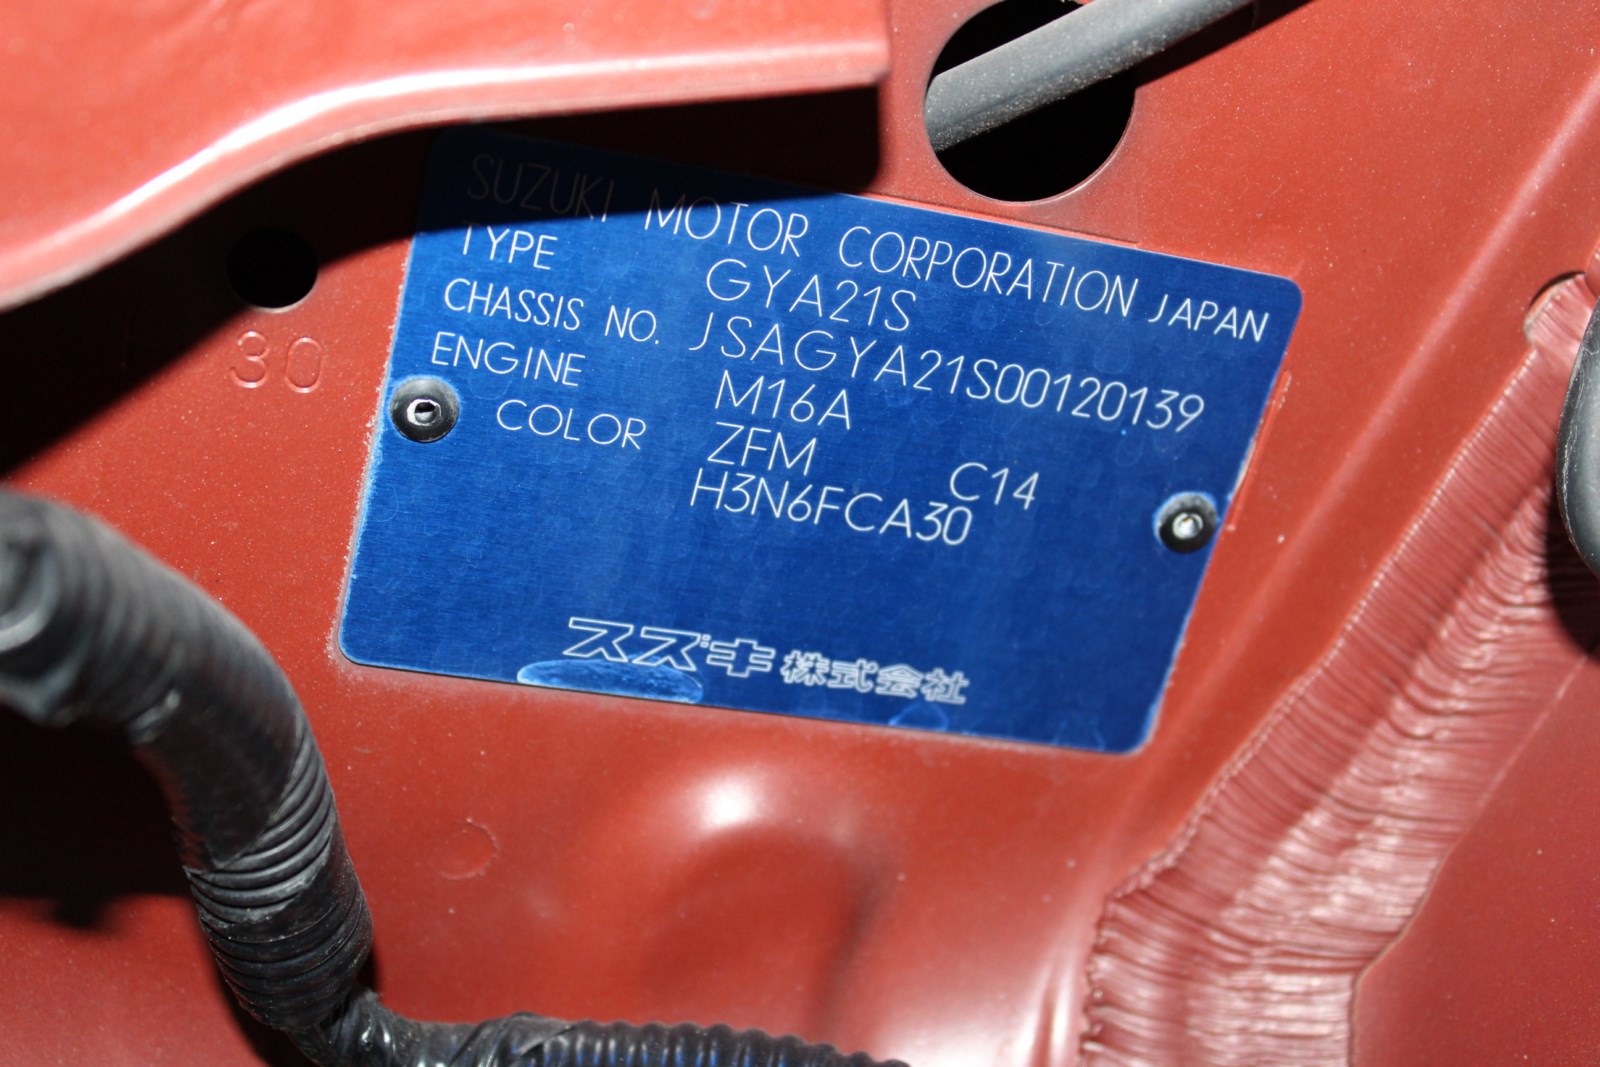 SUZUKI MOTOR CORPORATION JAPAN
TYPE GYA21S
CHASSIS NO. JSAGYA21S00120139
ENGINE M16A
COLOR ZFM C14
H3N6FCA30
スズキ株式会社
30